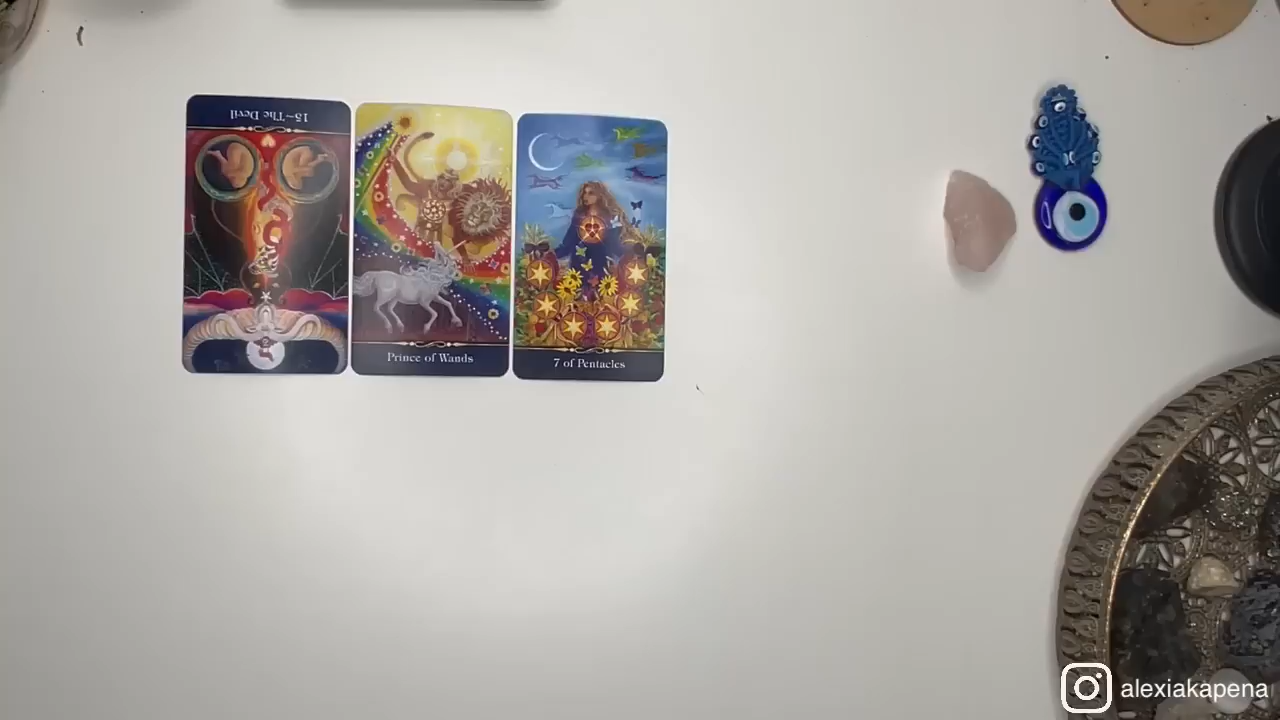 15~The Devil
Prince of Wands
7 of Pentacles
alexiakapena